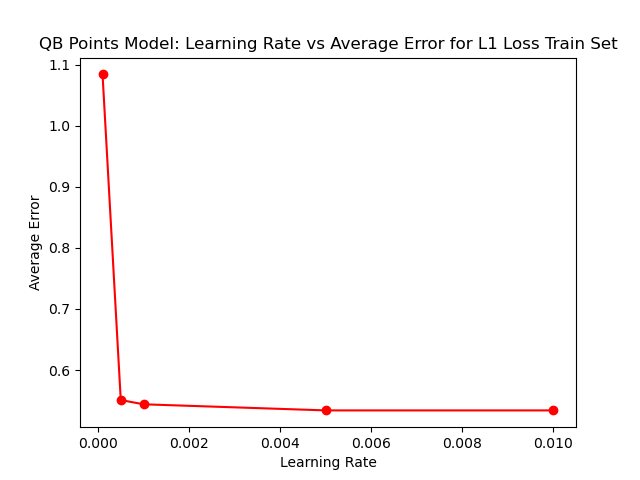 QB Points Model: Learning Rate vs Average Error for L1 Loss Train Set
1.1
1.0
0.9
0.8
0.7
0.6
Average Error
0.000 0.002 0.004 0.006 0.008 0.010
Learning Rate